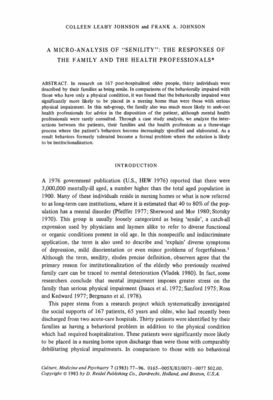 COLLEEN LEAHY JOHNSON and FRANK A. JOHNSON
A MICRO-ANALYSIS OF "SENILITY": THE RESPONSES OF
THE FAMILY AND THE HEALTH PROFESSIONALS*
ABSTRACT. In research on 167 post-hospitalized older people, thirty individuals were
described by their families as being senile. In comparisons of the behaviorally impaired with
those who have only a physical condition, it was found that the behaviorally impaired were
significantly more likely to be placed in a nursing home than were those with serious
physical impairment. In this sub-group, the family also was much more likely to seek-out
health professionals for advice in the disposition of the patient, although mental health
professionals were rarely consulted. Through a case study analysis, we analyze the inter-
actions between the patients, their families and the health professions as a three-stage
process where the patient's behaviors become increasingly specified and elaborated. As a
result behaviors formerly tolerated become a formal problem where the solution is likely
to be institutionalization.
INTRODUCTION
A 1976 government publication (U.S., HEW 1976) reported that there were
3,000,000 mentally-ill aged, a number higher than the total aged population in
1900. Many of these individuals reside in nursing homes or what is now referred
to as long-term care institutions, where it is estimated that 40 to 80% of the pop-
ulation has a mental disorder (Pfeiffer 1977; Sherwood and Mor 1980; Stotsky
1970). This group is usually loosely categorized as being 'senile', a catch-all
expression used by physicians and laymen alike to refer to diverse functional
or organic disorders present in old age. In this nonspecific and indiscriminate
application, the term is also used to describe and 'explain' diverse symptoms
of depression, mild disorientation or even minor problems of forgetfulness.¹
Although the term, senility, eludes precise definition, observers agree that the
primary reason for institutionalization of the elderly who previously received
family care can be traced to mental deterioration (Vladek 1980). In fact, some
researchers conclude that mental impairment imposes greater stress on the
family than serious physical impairment (Isaacs et al. 1972; Sanford 1975; Ross
and Kedward 1977; Bergmann et al. 1978).
This paper stems from a research project which systematically investigated
the social supports of 167 patients, 65 years and older, who had recently been
discharged from two acute-care hospitals. Thirty patients were identified by their
families as having a behavioral problem in addition to the physical condition
which had required hospitalization. These patients were significantly more likely
to be placed in a nursing home upon discharge than were those with comparably
debilitating physical impairments. In comparison to those with no behavioral
Culture, Medicine and Psychiatry 7 (1983) 77–96. 0165–005X/83/0071–0077 $02.00.
Copyright © 1983 by D. Reidel Publishing Co., Dordrecht, Holland, and Boston, U.S.A.